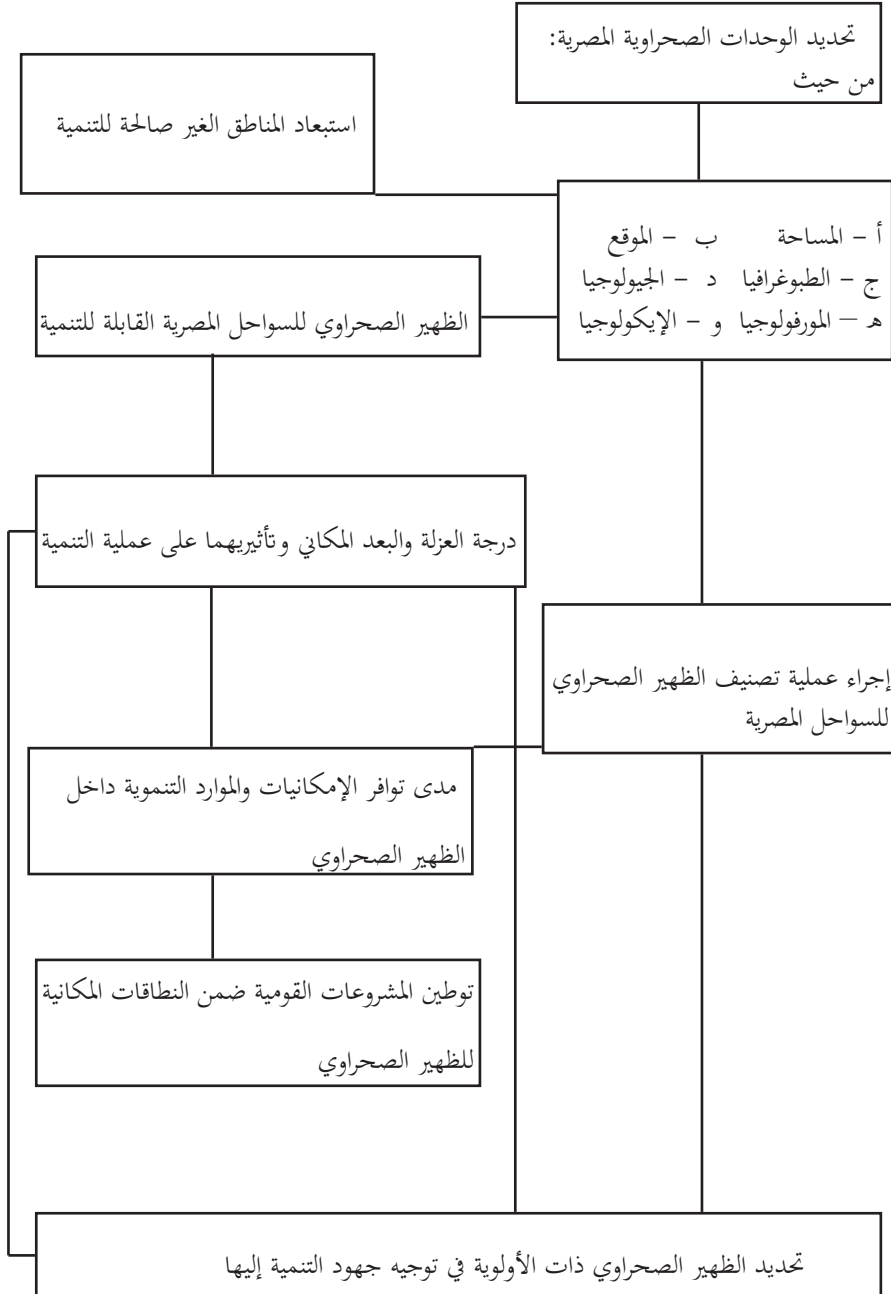 تحديد الوحدات الصحراوية المصرية:
من حيث
استبعاد المناطق الغير صالحة للتنمية
أ – المساحة ب – الموقع
ج – الطبوغرافيا د – الجيولوجيا
هـ – المورفولوجيا و – الإيكولوجيا
الظهير الصحراوي للسواحل المصرية القابلة للتنمية
درجة العزلة والبعد المكاني وتأثيريهما على عملية التنمية
إجراء عملية تصنيف الظهير الصحراوي
للسواحل المصرية
مدى توافر الإمكانيات والموارد التنموية داخل
الظهير الصحراوي
توطين المشروعات القومية ضمن النطاقات المكانية
للظهير الصحراوي
تحديد الظهير الصحراوي ذات الأولوية في توجيه جهود التنمية إليها